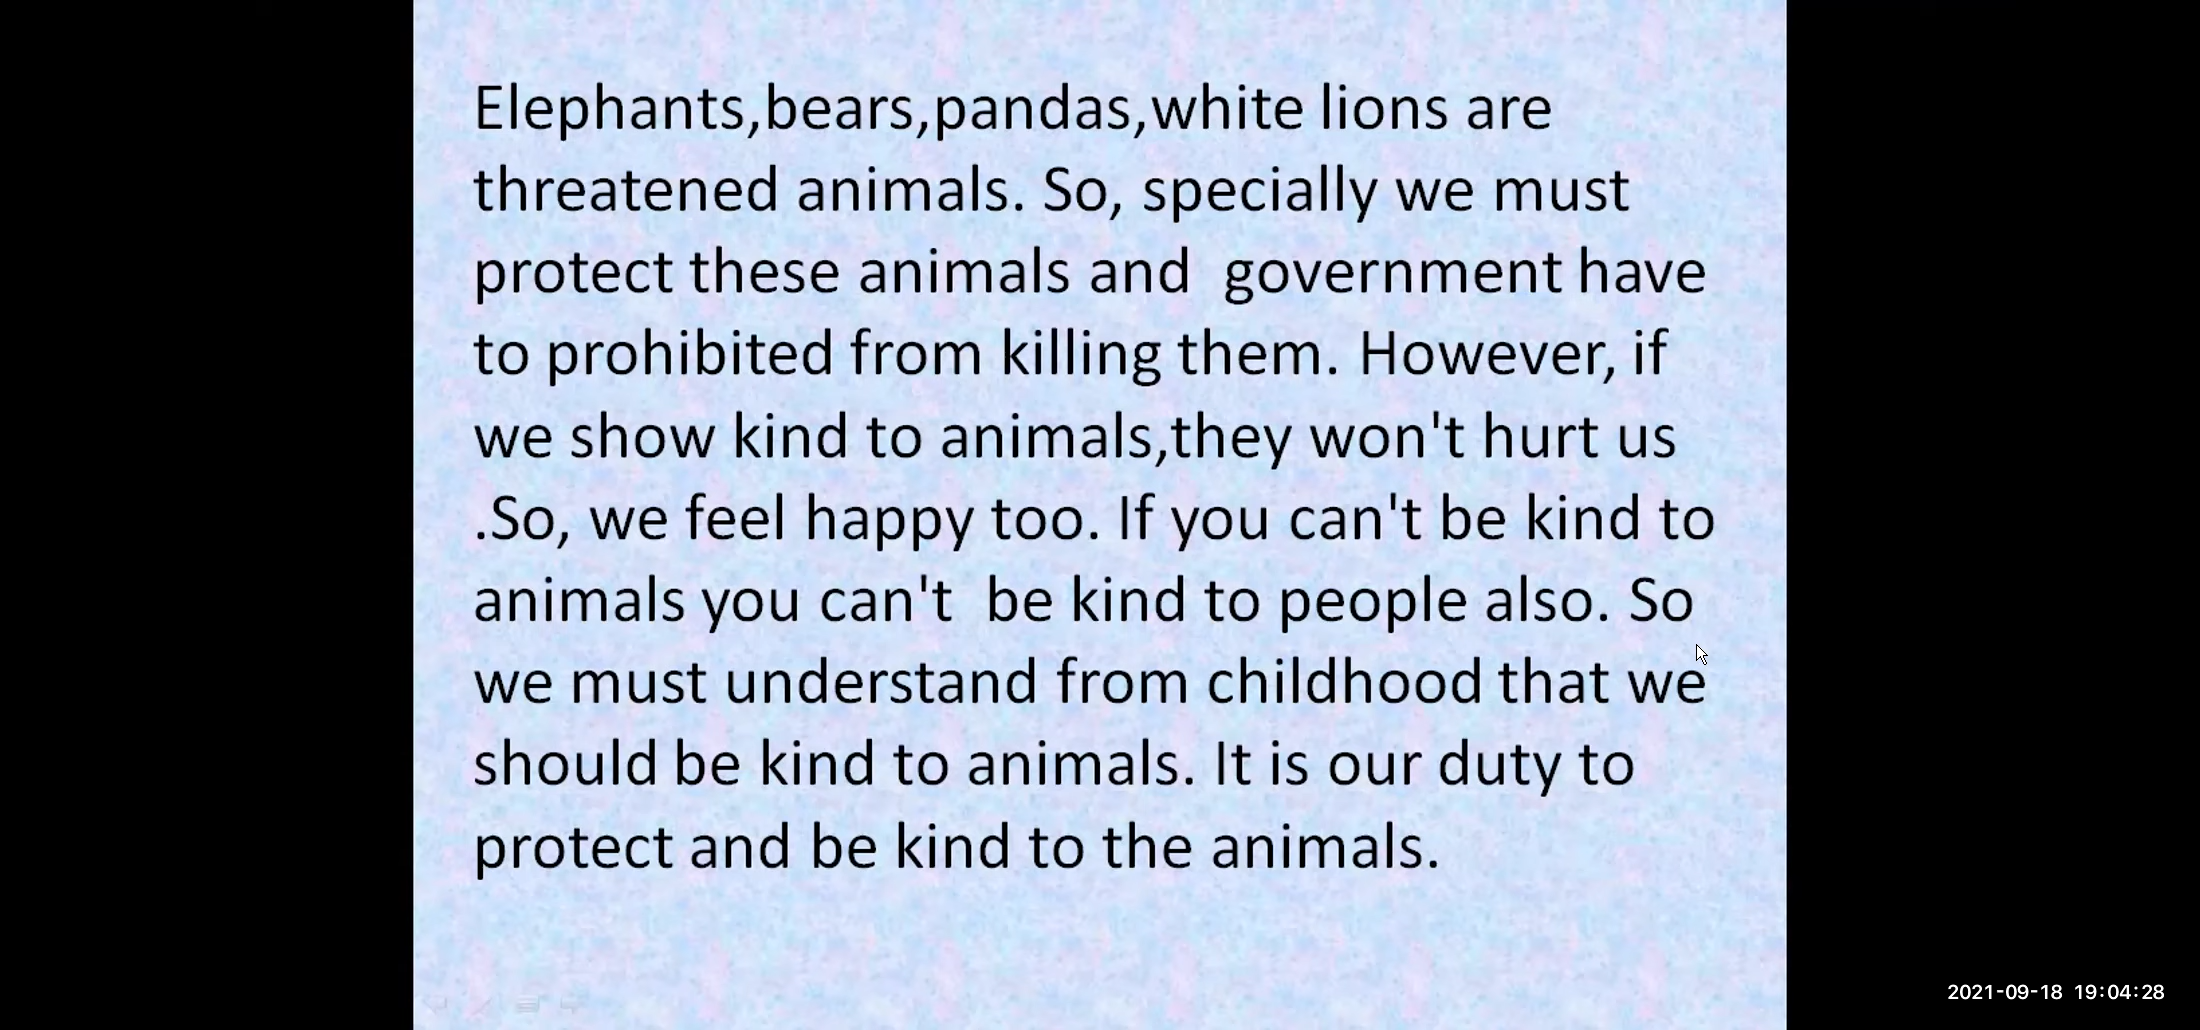 Elephants,bears,pandas,white lions are
threatened animals. So, specially we must
protect these animals and  government have
to prohibited from killing them. However, if
we show kind to animals,they won't hurt us
.So, we feel happy too. If you can't be kind to
animals you can't  be kind to people also. So
we must understand from childhood that we
should be kind to animals. It is our duty to
protect and be kind to the animals.
2021-09-18 19:04:28